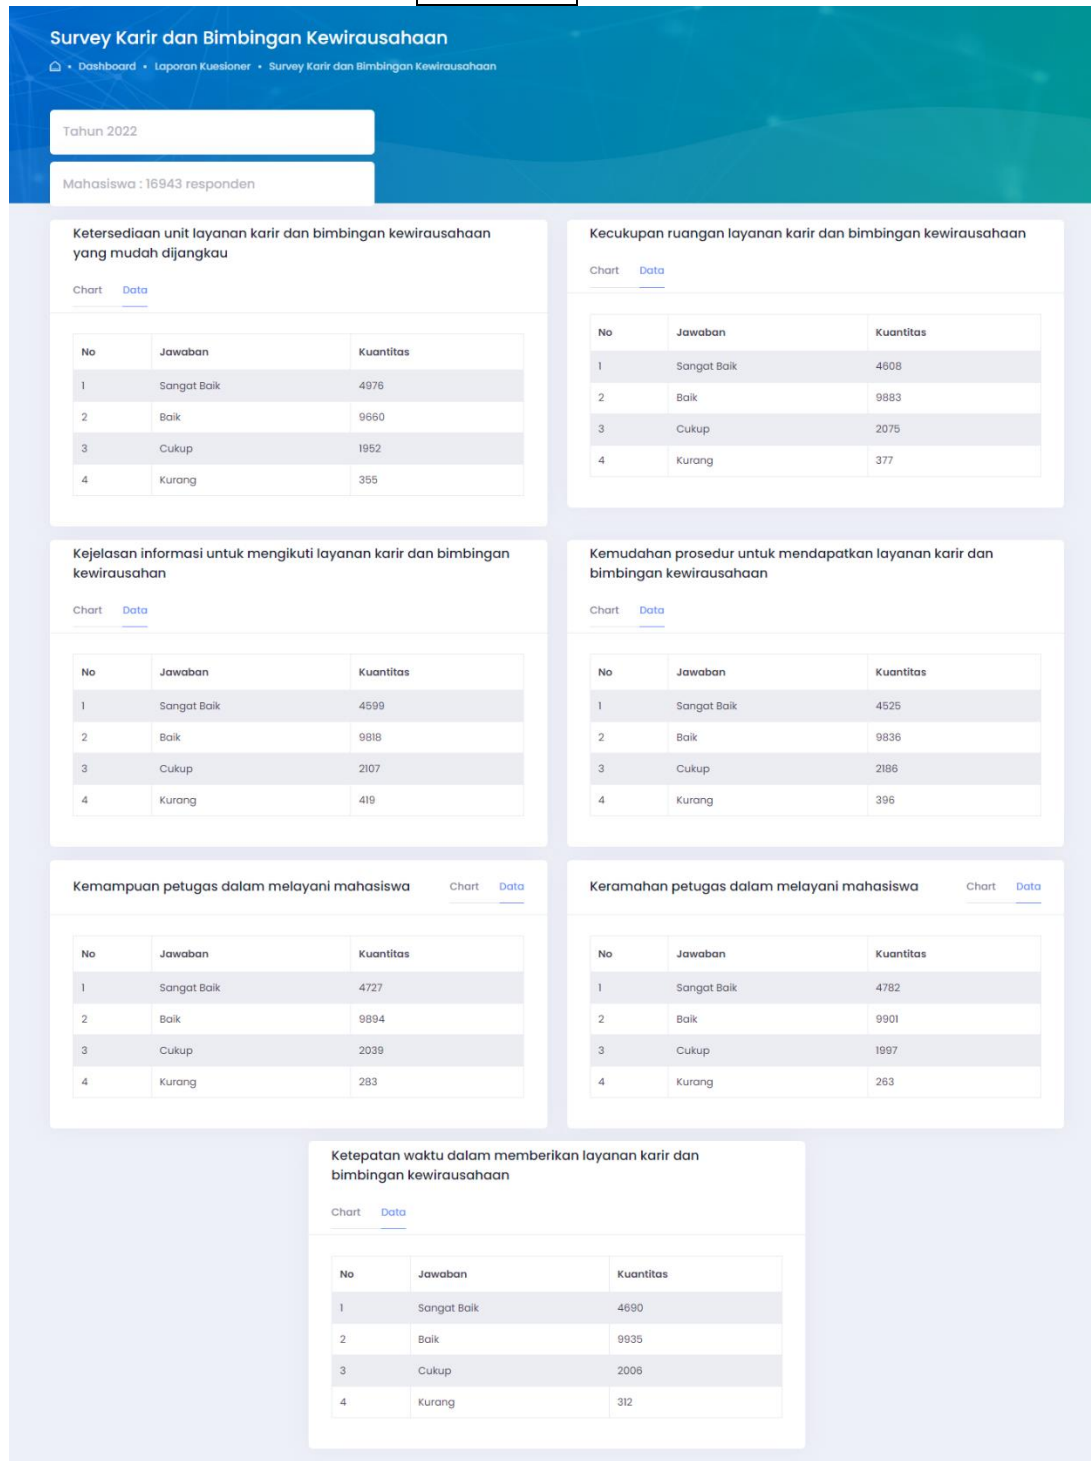 Survey Karir dan Bimbingan Kewirausahaan
Dashboard • Laporan Kuesioner • Survey Karir dan Bimbingan Kewirausahaan
Tahun 2022
Mahasiswa : 16943 responden
Ketersediaan unit layanan karir dan bimbingan kewirausahaan
yang mudah dijangkau
Chart Data
No Jawaban Kuantitas
1 Sangat Baik 4976
2 Baik 9660
3 Cukup 1952
4 Kurang 355
Kecukupan ruangan layanan karir dan bimbingan kewirausahaan
Chart Data
No Jawaban Kuantitas
1 Sangat Baik 4608
2 Baik 9883
3 Cukup 2075
4 Kurang 377
Kejelasan informasi untuk mengikuti layanan karir dan bimbingan
kewirausahan
Chart Data
No Jawaban Kuantitas
1 Sangat Baik 4599
2 Baik 9818
3 Cukup 2107
4 Kurang 419
Kemudahan prosedur untuk mendapatkan layanan karir dan
bimbingan kewirausahaan
Chart Data
No Jawaban Kuantitas
1 Sangat Baik 4525
2 Baik 9836
3 Cukup 2186
4 Kurang 396
Kemampuan petugas dalam melayani mahasiswa Chart Data
No Jawaban Kuantitas
1 Sangat Baik 4727
2 Baik 9894
3 Cukup 2039
4 Kurang 283
Keramahan petugas dalam melayani mahasiswa Chart Data
No Jawaban Kuantitas
1 Sangat Baik 4782
2 Baik 9901
3 Cukup 1997
4 Kurang 263
Ketepatan waktu dalam memberikan layanan karir dan
bimbingan kewirausahaan
Chart Data
No Jawaban Kuantitas
1 Sangat Baik 4690
2 Baik 9935
3 Cukup 2006
4 Kurang 312